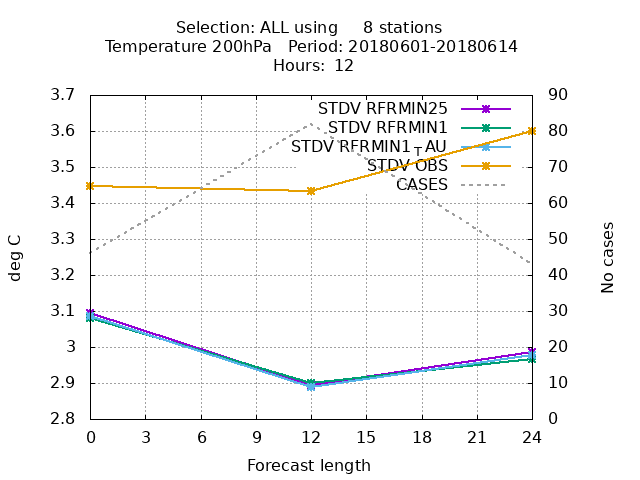 Selection: ALL using     8 stations
Temperature 200hPa   Period: 20180601-20180614
Hours:  12
3.7
3.6
3.5
3.4
3.3
3.2
3.1
3
2.9
2.8
deg C
STDV RFRMIN25
STDV RFRMIN1
STDV RFRMIN1_TAU
STDV OBS
CASES
90
80
70
60
50
40
30
20
10
0
No cases
0 3 6 9 12 15 18 21 24
Forecast length